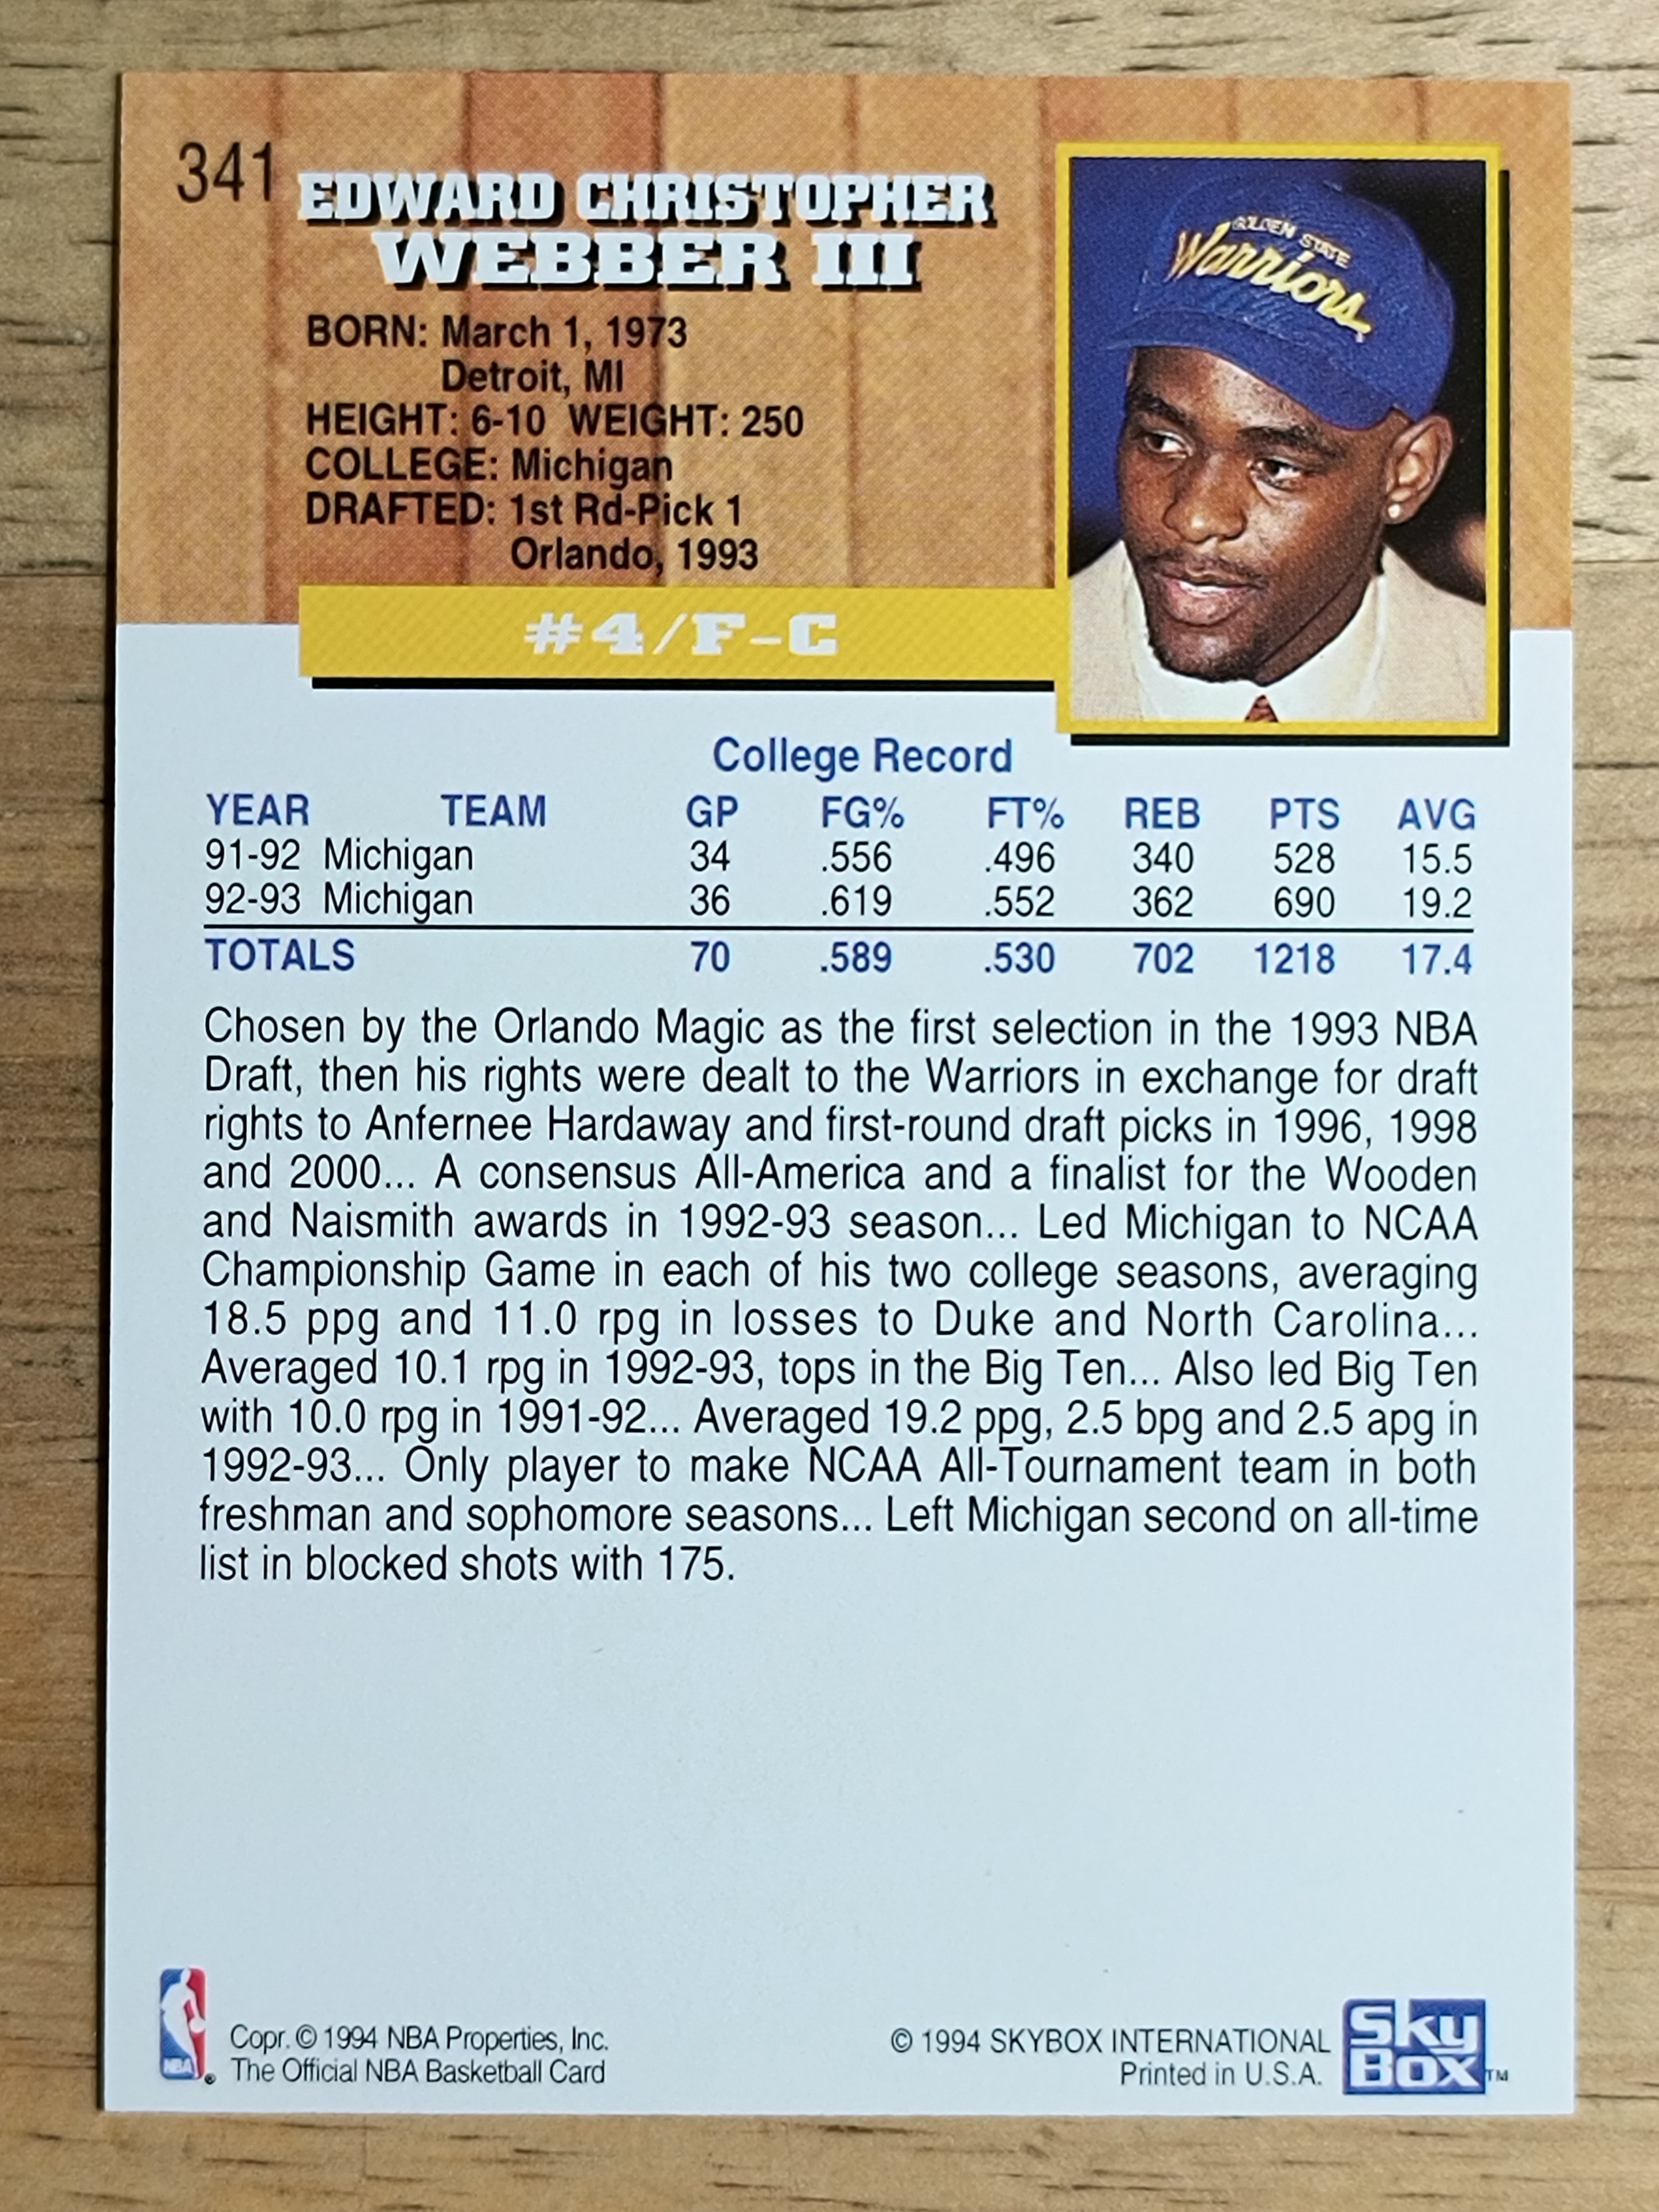 341
EDWARD CHRISTOPHER
WEBBER III
GOLDEN STATE
Warriors
BORN: March 1, 1973
Detroit, MI
HEIGHT: 6-10 WEIGHT: 250
COLLEGE: Michigan
DRAFTED: 1st Rd-Pick 1
Orlando, 1993
#4/F-C
College Record
YEAR TEAM GP FG% FT% REB PTS AVG
91-92 Michigan 34 .556 .496 340 528 15.5
92-93 Michigan 36 .619 .552 362 690 19.2
TOTALS 70 .589 .530 702 1218 17.4
Chosen by the Orlando Magic as the first selection in the 1993 NBA
Draft, then his rights were dealt to the Warriors in exchange for draft
rights to Anfernee Hardaway and first-round draft picks in 1996, 1998
and 2000... A consensus All-America and a finalist for the Wooden
and Naismith awards in 1992-93 season... Led Michigan to NCAA
Championship Game in each of his two college seasons, averaging
18.5 ppg and 11.0 rpg in losses to Duke and North Carolina...
Averaged 10.1 rpg in 1992-93, tops in the Big Ten... Also led Big Ten
with 10.0 rpg in 1991-92... Averaged 19.2 ppg, 2.5 bpg and 2.5 apg in
1992-93... Only player to make NCAA All-Tournament team in both
freshman and sophomore seasons... Left Michigan second on all-time
list in blocked shots with 175.
NBA ®
Copr. © 1994 NBA Properties, Inc.
The Official NBA Basketball Card
© 1994 SKYBOX INTERNATIONAL
Printed in U.S.A.
Sky
Box™